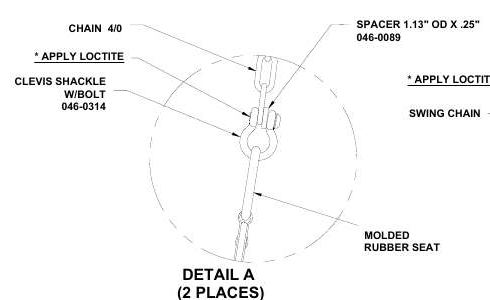 CHAIN 4/0
SPACER 1.13" OD X .25"
046-0089
* APPLY LOCTITE
* APPLY LOCTIT
CLEVIS SHACKLE
W/BOLT
046-0314
SWING CHAIN
MOLDED
RUBBER SEAT
DETAIL A
(2 PLACES)